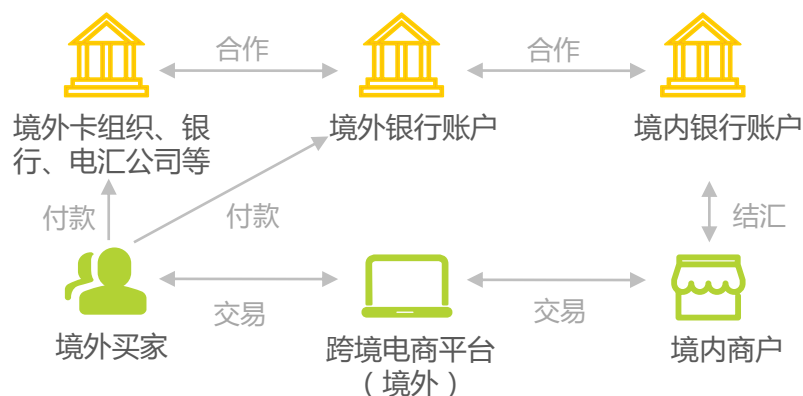 合作
合作
境外卡组织、银
行、电汇公司等
境外银行账户
境内银行账户
付款
付款
结汇
交易
交易
境外买家
跨境电商平台
（境外）
境内商户